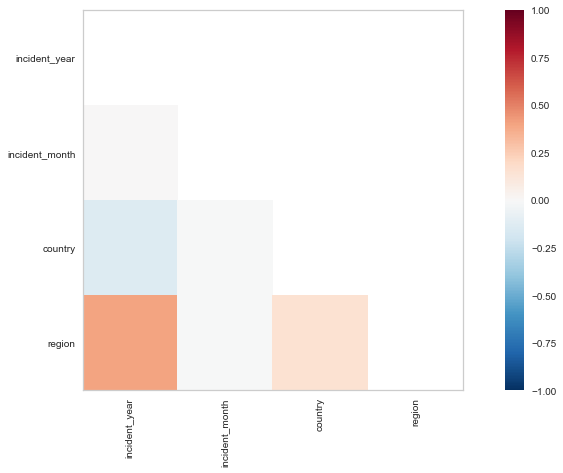 incident_year
incident_month
country
region
incident_year
incident_month
country
region
1.00
0.75
0.50
0.25
0.00
−0.25
−0.50
−0.75
−1.00